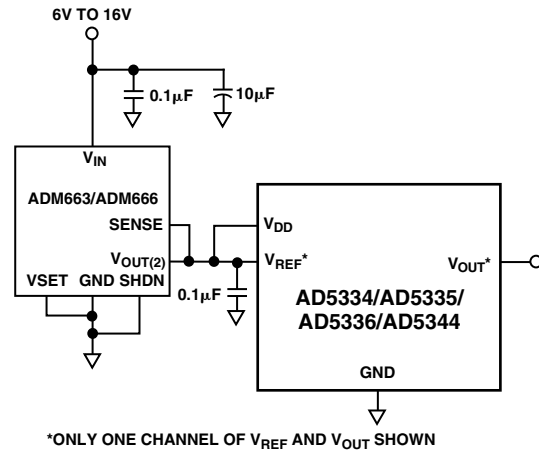 6V TO 16V
0.1μF
10μF
VIN
ADM663/ADM666
SENSE
VOUT(2)
VSET GND SHDN
0.1μF
VDD
VREF*
VOUT*
AD5334/AD5335/
AD5336/AD5344
GND
*ONLY ONE CHANNEL OF VREF AND VOUT SHOWN